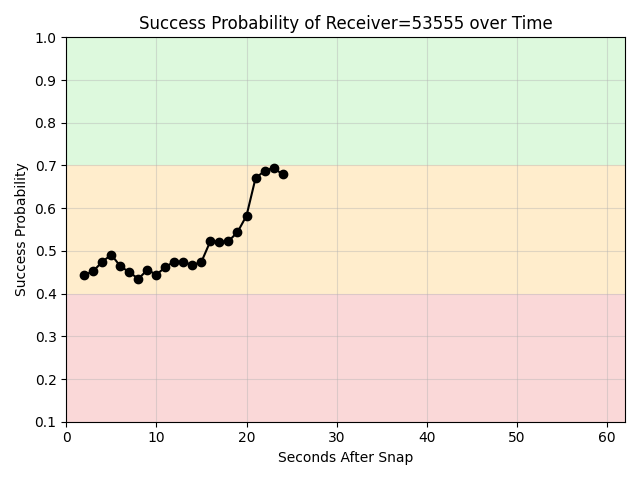 Success Probability of Receiver=53555 over Time
1.0
0.9
0.8
0.7
0.6
0.5
0.4
0.3
0.2
0.1
Success Probability
0 10 20 30 40 50 60
Seconds After Snap